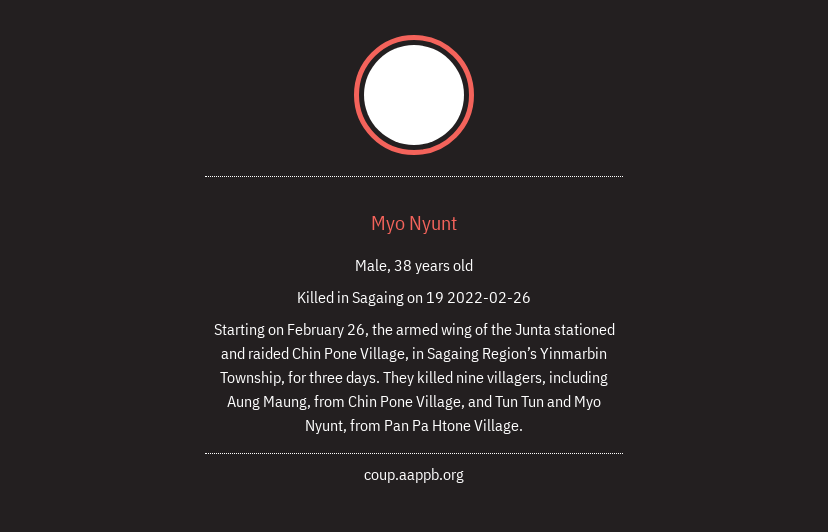 Myo Nyunt
Male, 38 years old
Killed in Sagaing on 19 2022-02-26
Starting on February 26, the armed wing of the Junta stationed
and raided Chin Pone Village, in Sagaing Region’s Yinmarbin
Township, for three days. They killed nine villagers, including
Aung Maung, from Chin Pone Village, and Tun Tun and Myo
Nyunt, from Pan Pa Htone Village.
coup.aappb.org